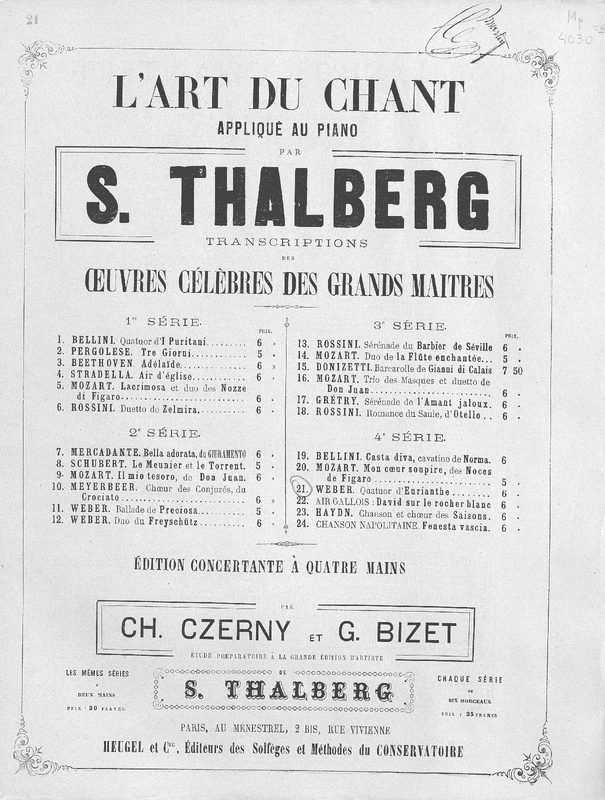 21
Mp
4030
L'ART DU CHANT
APPLIQUÉ AU PIANO
PAR
S. THALBERG
TRANSCRIPTIONS
DES
ŒUVRES CÉLÈBRES DES GRANDS MAITRES
1re SÉRIE.
PRIX.
1. BELLINI. Quatuor d'I Puritani 6 »
2. PERGOLESE. Tre Giorni 5 »
3. BEETHOVEN. Adélaïde 6 »
4. STRADELLA. Air d'église 6 »
5. MOZART. Lacrimosa et duo des Nozze
di Figaro 6 »
6. ROSSINI. Duetto de Zelmira. 6 »
2e SÉRIE.
7. MERCADANTE. Bella adorata, du GIURAMENTO 6 »
8. SCHUBERT. Le Meunier et le Torrent. 5 »
9. MOZART. Il mio tesoro, de Don Juan. 6 »
10. MEYERBEER. Chœur des Conjurés, du
Crociato 6 »
11. WEBER. Ballade de Preciosa 5 »
12. WEBER. Duo du Freyschütz 6 »
3e SÉRIE.
PRIX.
13. ROSSINI. Sérénade du Barbier de Séville 6 »
14. MOZART. Duo de la Flûte enchantée... 5 »
15. DONIZETTI. Barcarolle de Gianni di Calais 7 50
16. MOZART. Trio des Masques et duetto de
Don Juan 6 »
17. GRÉTRY. Sérénade de l'Amant jaloux. 6 »
18. ROSSINI. Romance du Saule, d'Otello.. 6 »
4e SÉRIE.
19. BELLINI. Casta diva, cavatine de Norma. 6 »
20. MOZART. Mon cœur soupire, des Noces
de Figaro 5
21. WEBER. Quatuor d'Eurianthe 6 »
22. AIR GALLOIS: David sur le rocher blanc 6 »
23. HAYDN. Chanson et chœur des Saisons. 6 »
24. CHANSON NAPOLITAINE. Fenesta vascia. 6 »
ÉDITION CONCERTANTE À QUATRE MAINS
PAR
CH. CZERNY ET G. BIZET
ÉTUDE PRÉPARATOIRE À LA GRANDE ÉDITION D'ARTISTE
DE
S. THALBERG
LES MÊMES SÉRIES
À
DEUX MAINS
PRIX : 20 FRANCS
CHAQUE SÉRIE
DE
SIX MORCEAUX
PRIX : 25 FRANCS
PARIS, AU MÉNESTREL, 2 BIS, RUE VIVIENNE
HEUGEL et Cie, Éditeurs des Solfèges et Méthodes du CONSERVATOIRE